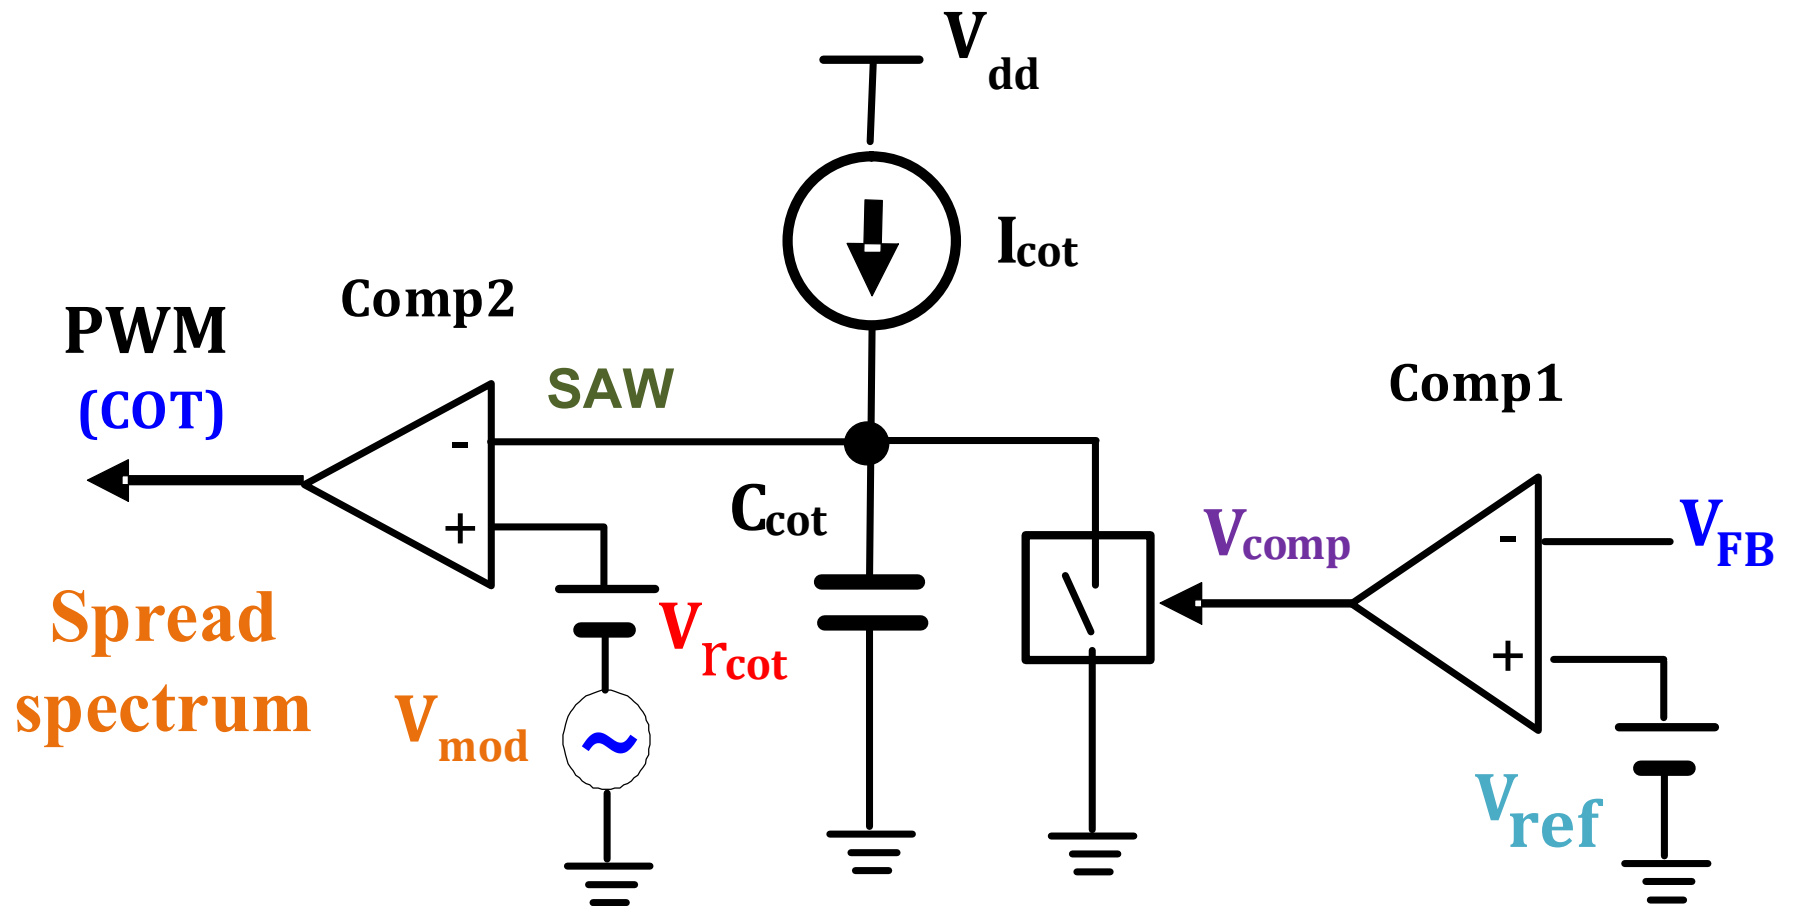 Vdd
Icot
Comp2
PWM
(COT)
SAW
Comp1
-
+
Ccot
Vcomp
-
VFB
+
Vrcot
Spread
spectrum
Vmod
~
Vref